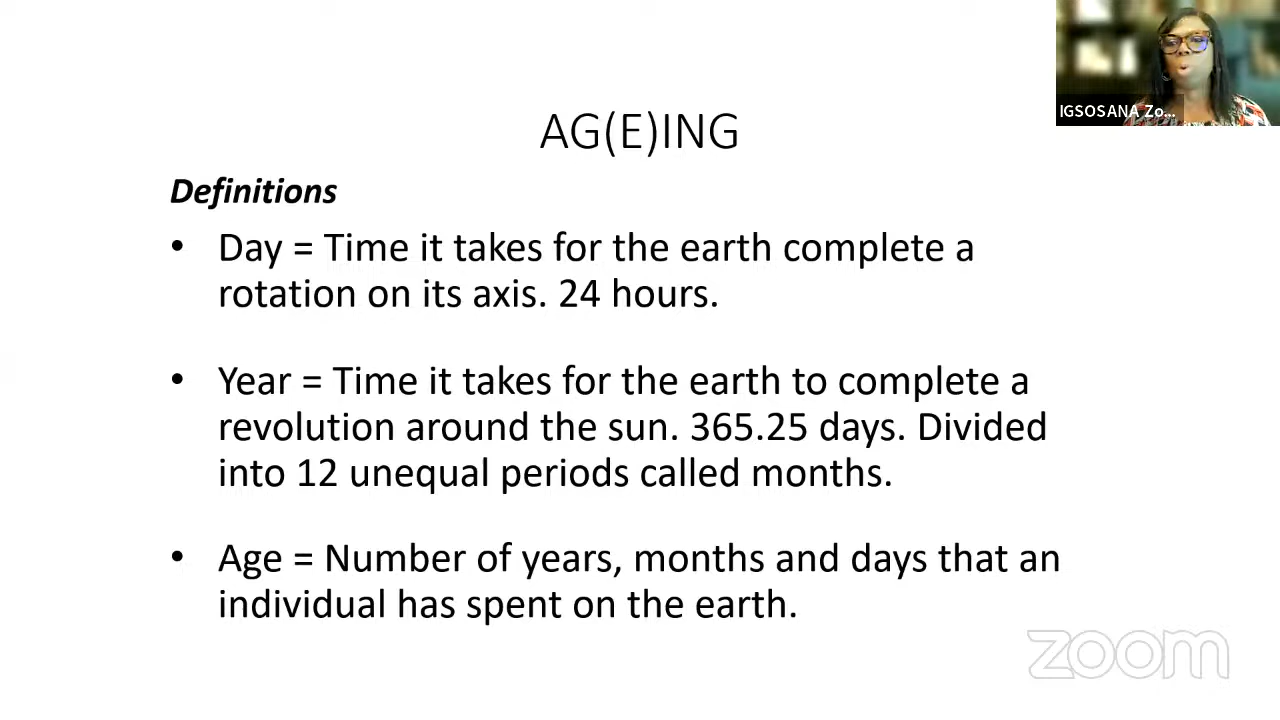 IGSOSANA Zo...
AG(E)ING
Definitions
• Day = Time it takes for the earth complete a
rotation on its axis. 24 hours.
• Year = Time it takes for the earth to complete a
revolution around the sun. 365.25 days. Divided
into 12 unequal periods called months.
• Age = Number of years, months and days that an
individual has spent on the earth.
zoom